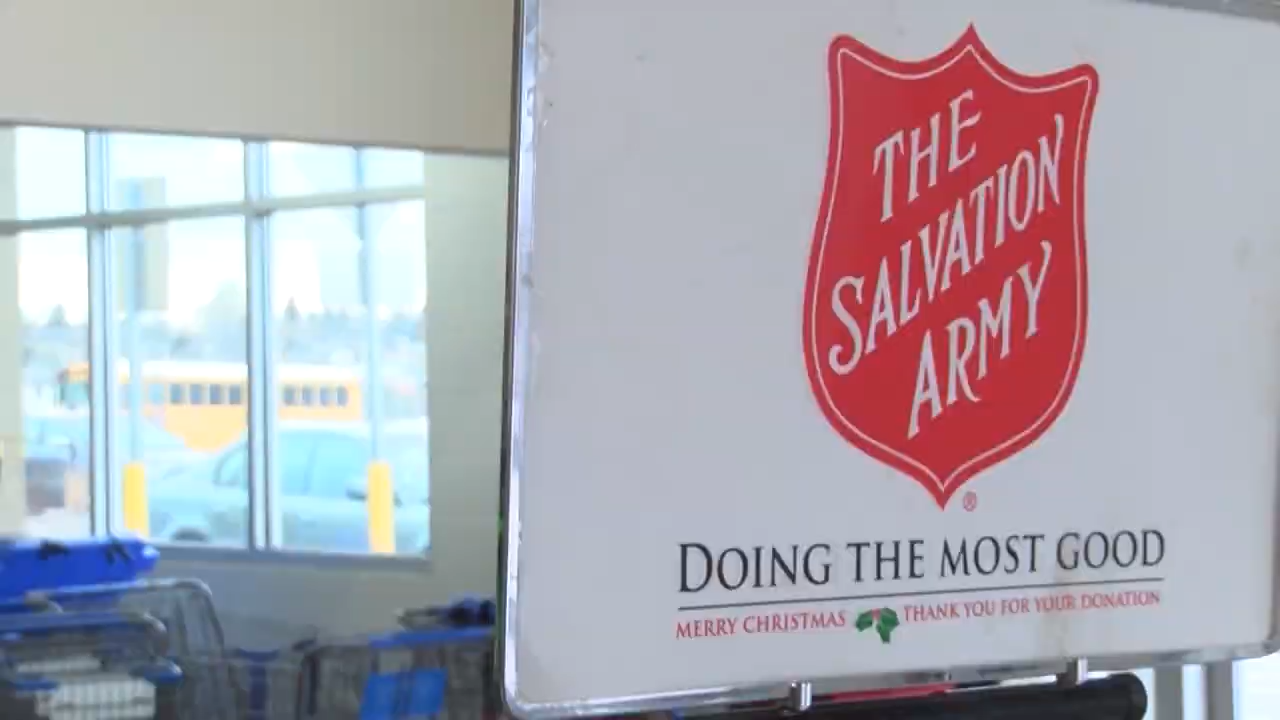 THE
SALVATION
ARMY
®
DOING THE MOST GOOD
MERRY CHRISTMAS THANK YOU FOR YOUR DONATION